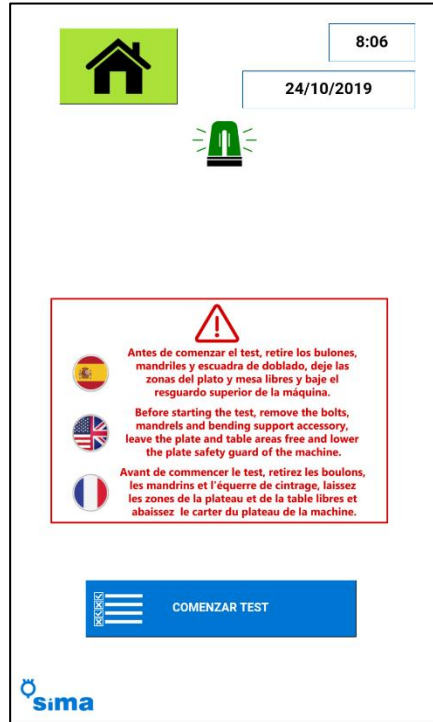 8:06
24/10/2019
Antes de comenzar el test, retire los bulones,
mandriles y escuadra de doblado, deje las
zonas del plato y mesa libres y baje el
resguardo superior de la máquina.
Before starting the test, remove the bolts,
mandrels and bending support accessory,
leave the plate and table areas free and lower
the plate safety guard of the machine.
Avant de commencer le test, retirez les boulons,
les mandrins et l'équerre de cintrage, laissez
les zones de la plateau et de la table libres et
abaissez le carter du plateau de la machine.
COMENZAR TEST
sima